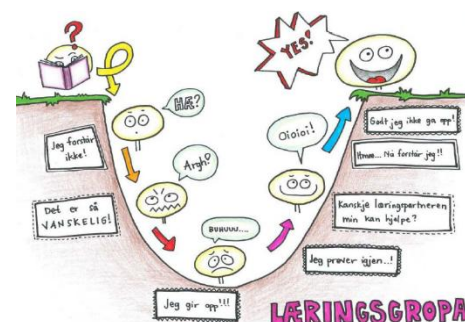 ?
YES!
HÆ?
Jeg forstår
ikke!
Argh!
Oioioi!
Godt jeg ikke ga opp!
Hmm... Nå forstår jeg!!
Det er så
VANSKELIG!
Kanskje læringspartneren
min kan hjelpe?
BUHUUU....
Jeg prøver igjen..!
Jeg gir opp!!!
LÆRINGSGROPA